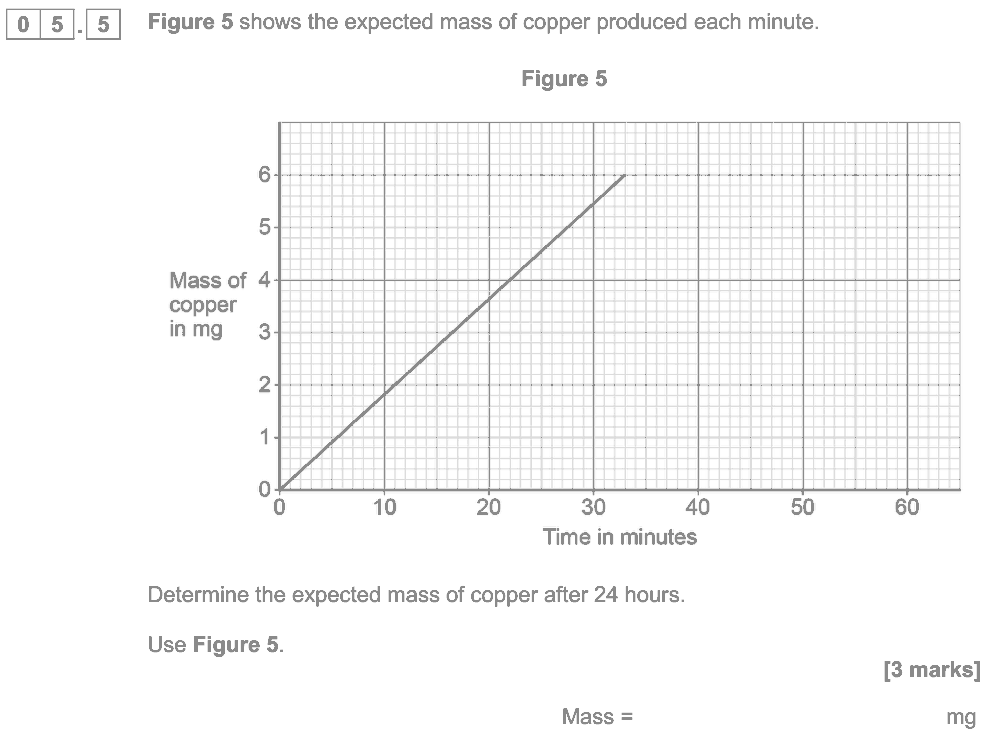 0 5 . 5 Figure 5 shows the expected mass of copper produced each minute.
Figure 5
6
5
Mass of 4
copper
in mg 3
2
1
0
0 10 20 30 40 50 60
Time in minutes
Determine the expected mass of copper after 24 hours.
Use Figure 5.
[3 marks]
Mass = mg